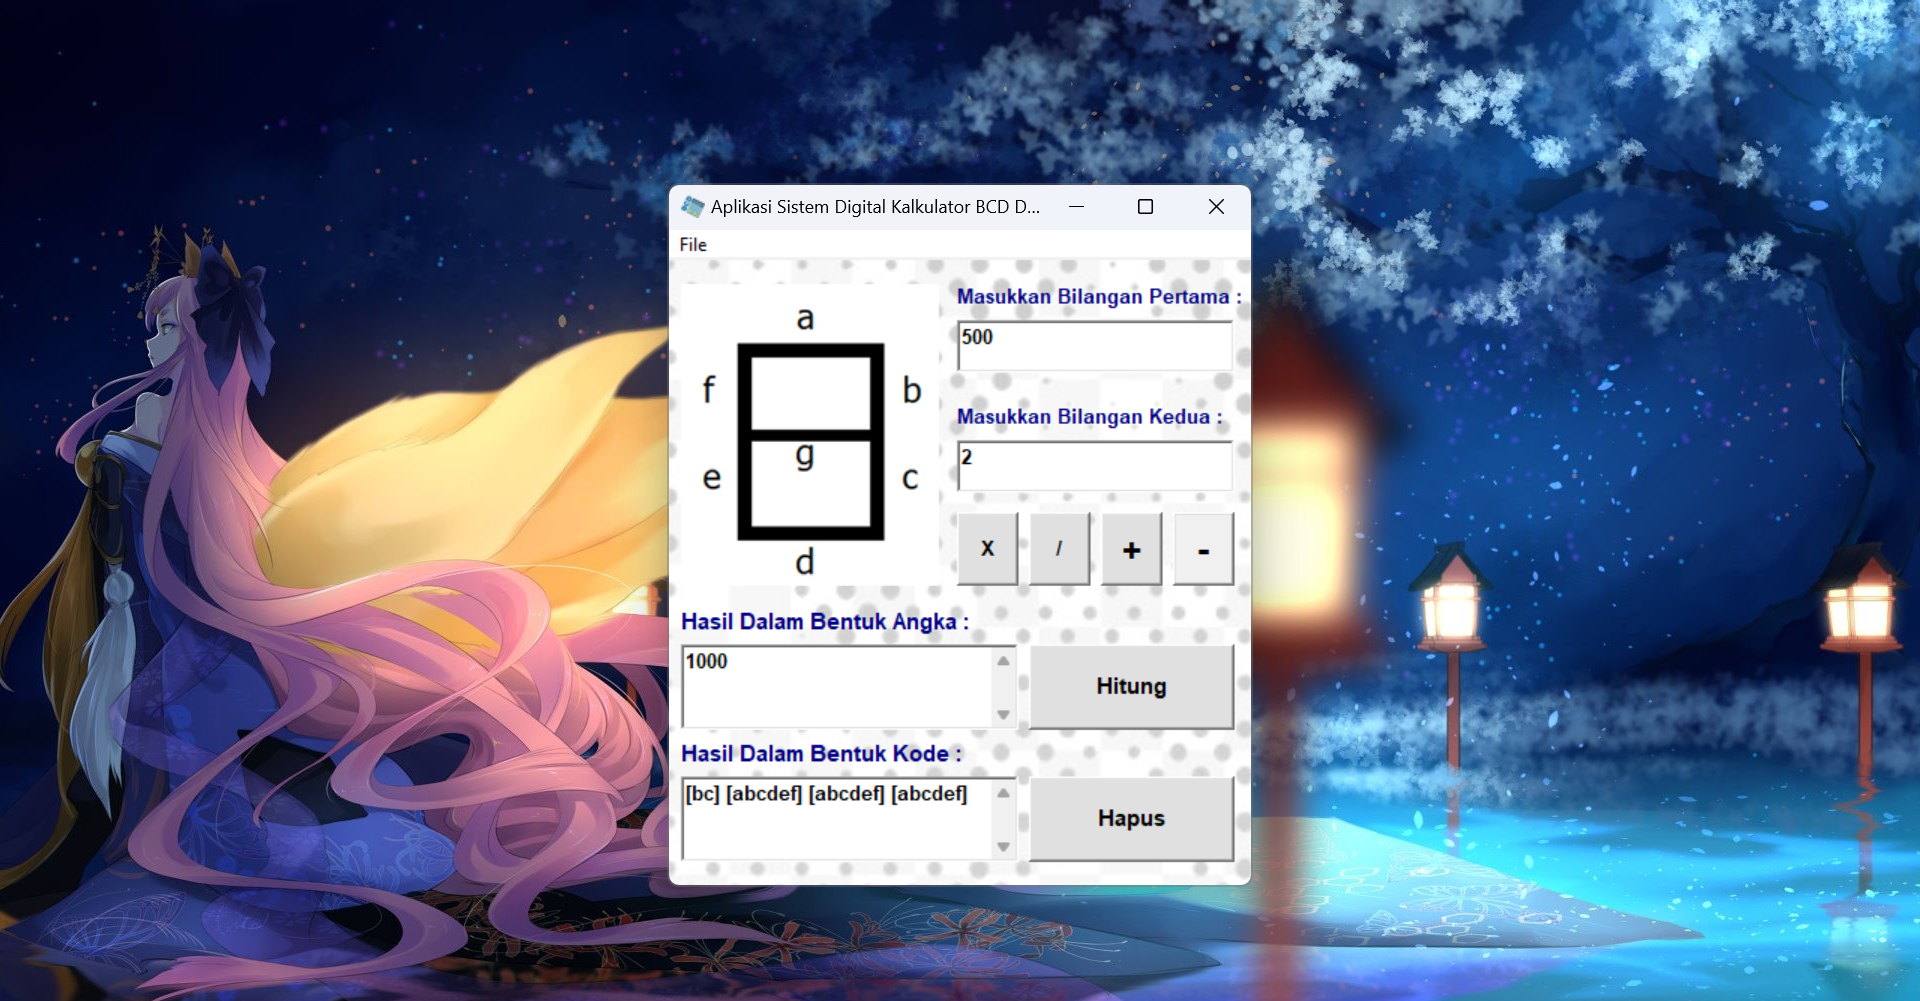 Aplikasi Sistem Digital Kalkulator BCD D...
File
a
f
b
g
e
c
d
Masukkan Bilangan Pertama :
500
Masukkan Bilangan Kedua :
2
X / + -
Hasil Dalam Bentuk Angka :
1000
Hitung
Hasil Dalam Bentuk Kode :
[bc] [abcdef] [abcdef] [abcdef]
Hapus